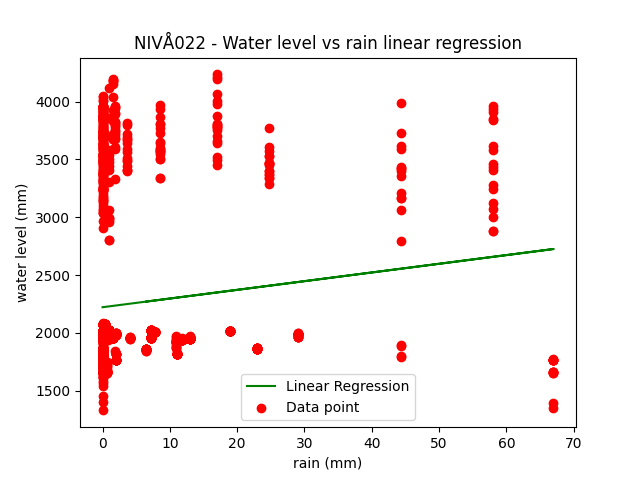 NIVÅ022 - Water level vs rain linear regression
4000
3500
3000
2500
2000
1500
water level (mm)
Linear Regression
Data point
0 10 20 30 40 50 60 70
rain (mm)